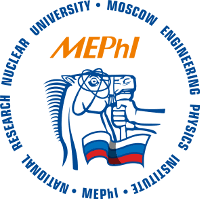 NATIONAL RESEARCH NUCLEAR UNIVERSITY • MOSCOW ENGINEERING PHYSICS INSTITUTE • MEPhI •
MEPhI